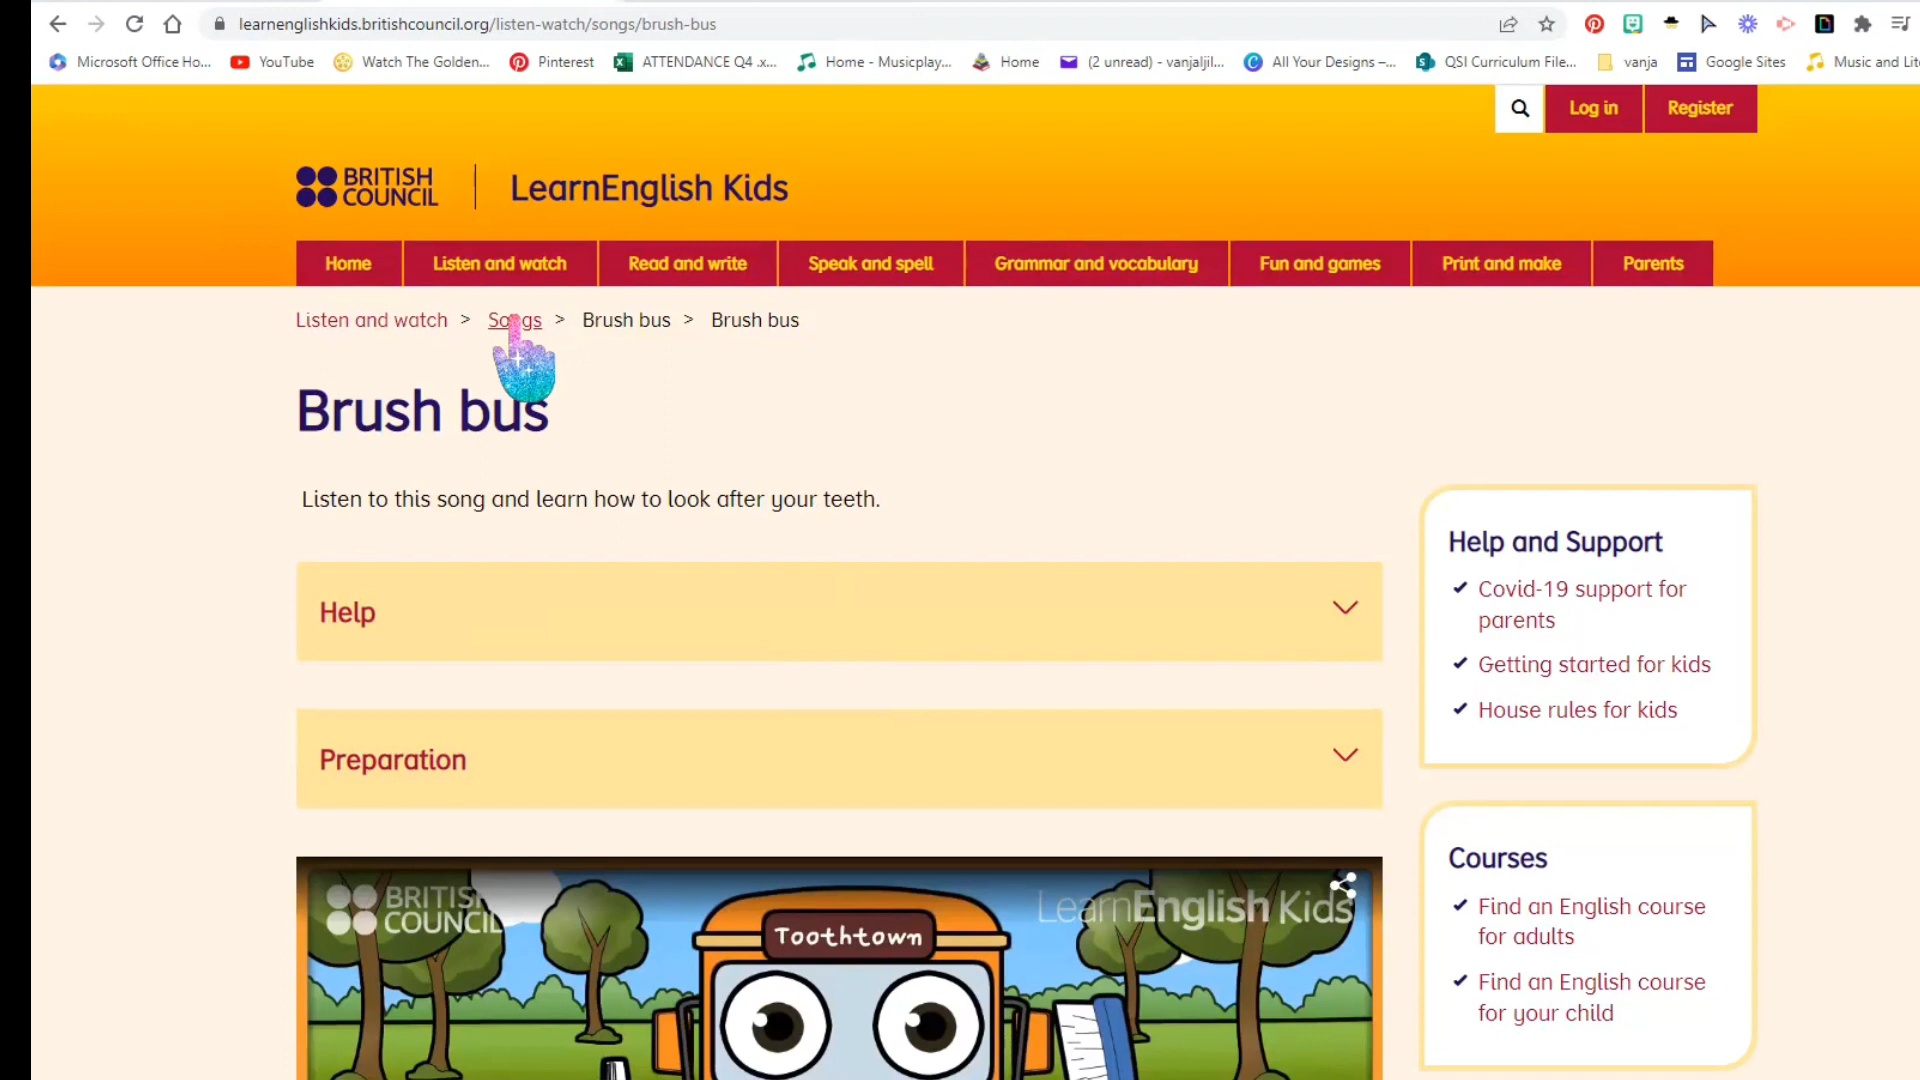 learnenglishkids.britishcouncil.org/listen-watch/songs/brush-bus
Microsoft Office Ho... YouTube Watch The Golden... Pinterest ATTENDANCE Q4 .x... Home - Musicplay... Home (2 unread) - vanjaljil... All Your Designs –... QSI Curriculum File... vanja Google Sites Music and Lit
Log in Register
BRITISH
COUNCIL
LearnEnglish Kids
Home Listen and watch Read and write Speak and spell Grammar and vocabulary Fun and games Print and make Parents
Listen and watch > Songs > Brush bus > Brush bus
Brush bus
Listen to this song and learn how to look after your teeth.
Help
Preparation
BRITISH
COUNCIL
LearnEnglish Kids
Toothtown
Help and Support
Covid-19 support for
parents
Getting started for kids
House rules for kids
Courses
Find an English course
for adults
Find an English course
for your child